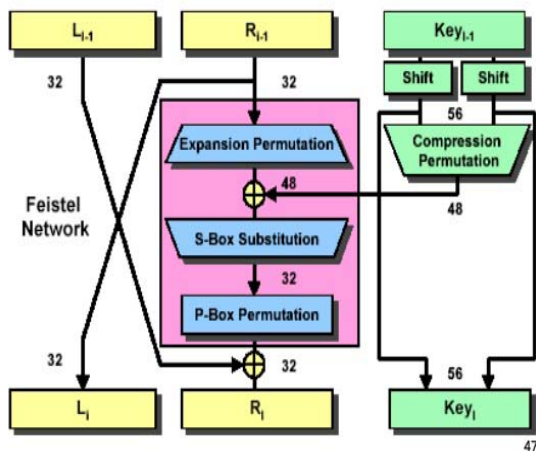 Lᵢ₋₁ Rᵢ₋₁ Keyᵢ₋₁
32 32 Shift Shift
56
Expansion Permutation
Compression
Permutation
48
48
Feistel
Network
S-Box Substitution
32
P-Box Permutation
32 32 56
Lᵢ Rᵢ Keyᵢ
47